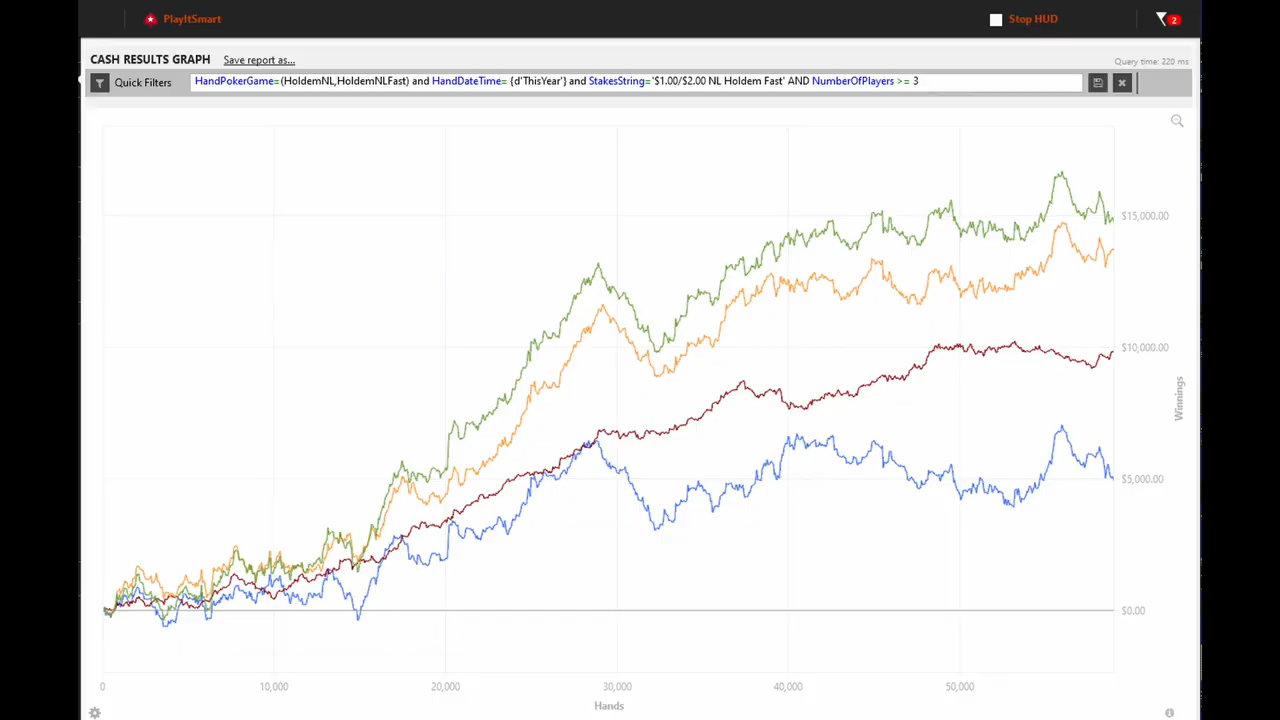 PlayItSmart
Stop HUD
2
CASH RESULTS GRAPH Save report as...
Query time: 220 ms
Quick Filters HandPokerGame=(HoldemNL,HoldemNLFast) and HandDateTime= {d'ThisYear'} and StakesString='$1.00/$2.00 NL Holdem Fast' AND NumberOfPlayers >= 3
$15,000.00
$10,000.00
Winnings
$5,000.00
$0.00
0 10,000 20,000 30,000 40,000 50,000
Hands